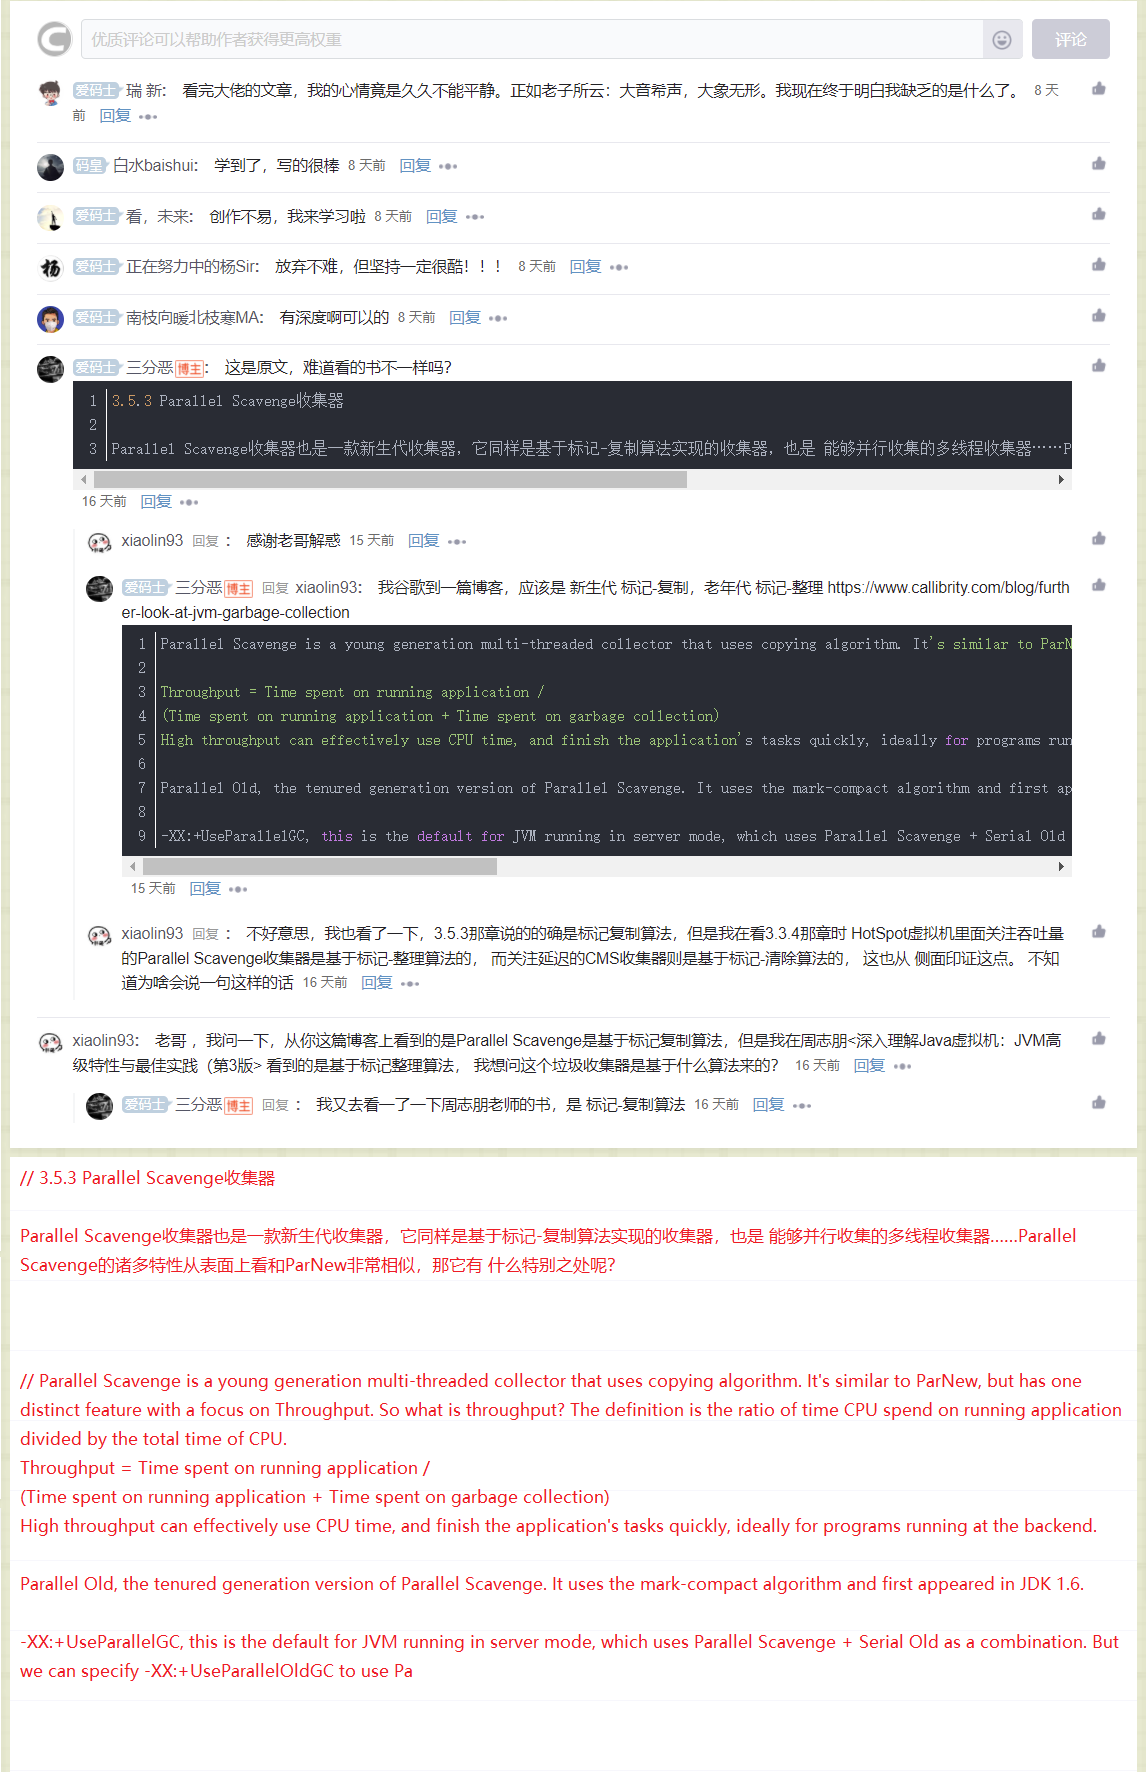 优质评论可以帮助作者获得更高权重
评论
爱码士 瑞 新： 看完大佬的文章，我的心情竟是久久不能平静。正如老子所云：大音希声，大象无形。我现在终于明白我缺乏的是什么了。 8 天
前 回复
码皇 白水baishui： 学到了，写的很棒 8 天前 回复
爱码士 看，未来： 创作不易，我来学习啦 8 天前 回复
爱码士 正在努力中的杨Sir： 放弃不难，但坚持一定很酷！！！ 8 天前 回复
爱码士 南枝向暖北枝寒MA： 有深度啊可以的 8 天前 回复
爱码士 三分恶 博主： 这是原文，难道看的书不一样吗？
1 3.5.3 Parallel Scavenge收集器
2
3 Parallel Scavenge收集器也是一款新生代收集器，它同样是基于标记-复制算法实现的收集器，也是 能够并行收集的多线程收集器……P
16 天前 回复
xiaolin93 回复 ： 感谢老哥解惑 15 天前 回复
爱码士 三分恶 博主 回复 xiaolin93： 我谷歌到一篇博客，应该是 新生代 标记-复制，老年代 标记-整理 https://www.callibrity.com/blog/furth
er-look-at-jvm-garbage-collection
1 Parallel Scavenge is a young generation multi-threaded collector that uses copying algorithm. It's similar to ParN
2
3 Throughput = Time spent on running application /
4 (Time spent on running application + Time spent on garbage collection)
5 High throughput can effectively use CPU time, and finish the application's tasks quickly, ideally for programs run
6
7 Parallel Old, the tenured generation version of Parallel Scavenge. It uses the mark-compact algorithm and first ap
8
9 -XX:+UseParallelGC, this is the default for JVM running in server mode, which uses Parallel Scavenge + Serial Old
15 天前 回复
xiaolin93 回复 ： 不好意思，我也看了一下，3.5.3那章说的的确是标记复制算法，但是我在看3.3.4那章时 HotSpot虚拟机里面关注吞吐量
的Parallel Scavenge收集器是基于标记-整理算法的， 而关注延迟的CMS收集器则是基于标记-清除算法的， 这也从 侧面印证这点。 不知
道为啥会说一句这样的话 16 天前 回复
xiaolin93： 老哥 ，我问一下，从你这篇博客上看到的是Parallel Scavenge是基于标记复制算法，但是我在周志朋<深入理解Java虚拟机：JVM高
级特性与最佳实践（第3版> 看到的是基于标记整理算法， 我想问这个垃圾收集器是基于什么算法来的？ 16 天前 回复
爱码士 三分恶 博主 回复 ： 我又去看一了一下周志朋老师的书，是 标记-复制算法 16 天前 回复
// 3.5.3 Parallel Scavenge收集器
Parallel Scavenge收集器也是一款新生代收集器，它同样是基于标记-复制算法实现的收集器，也是 能够并行收集的多线程收集器……Parallel
Scavenge的诸多特性从表面上看和ParNew非常相似，那它有 什么特别之处呢？
// Parallel Scavenge is a young generation multi-threaded collector that uses copying algorithm. It's similar to ParNew, but has one
distinct feature with a focus on Throughput. So what is throughput? The definition is the ratio of time CPU spend on running application
divided by the total time of CPU.
Throughput = Time spent on running application /
(Time spent on running application + Time spent on garbage collection)
High throughput can effectively use CPU time, and finish the application's tasks quickly, ideally for programs running at the backend.
Parallel Old, the tenured generation version of Parallel Scavenge. It uses the mark-compact algorithm and first appeared in JDK 1.6.
-XX:+UseParallelGC, this is the default for JVM running in server mode, which uses Parallel Scavenge + Serial Old as a combination. But
we can specify -XX:+UseParallelOldGC to use Pa